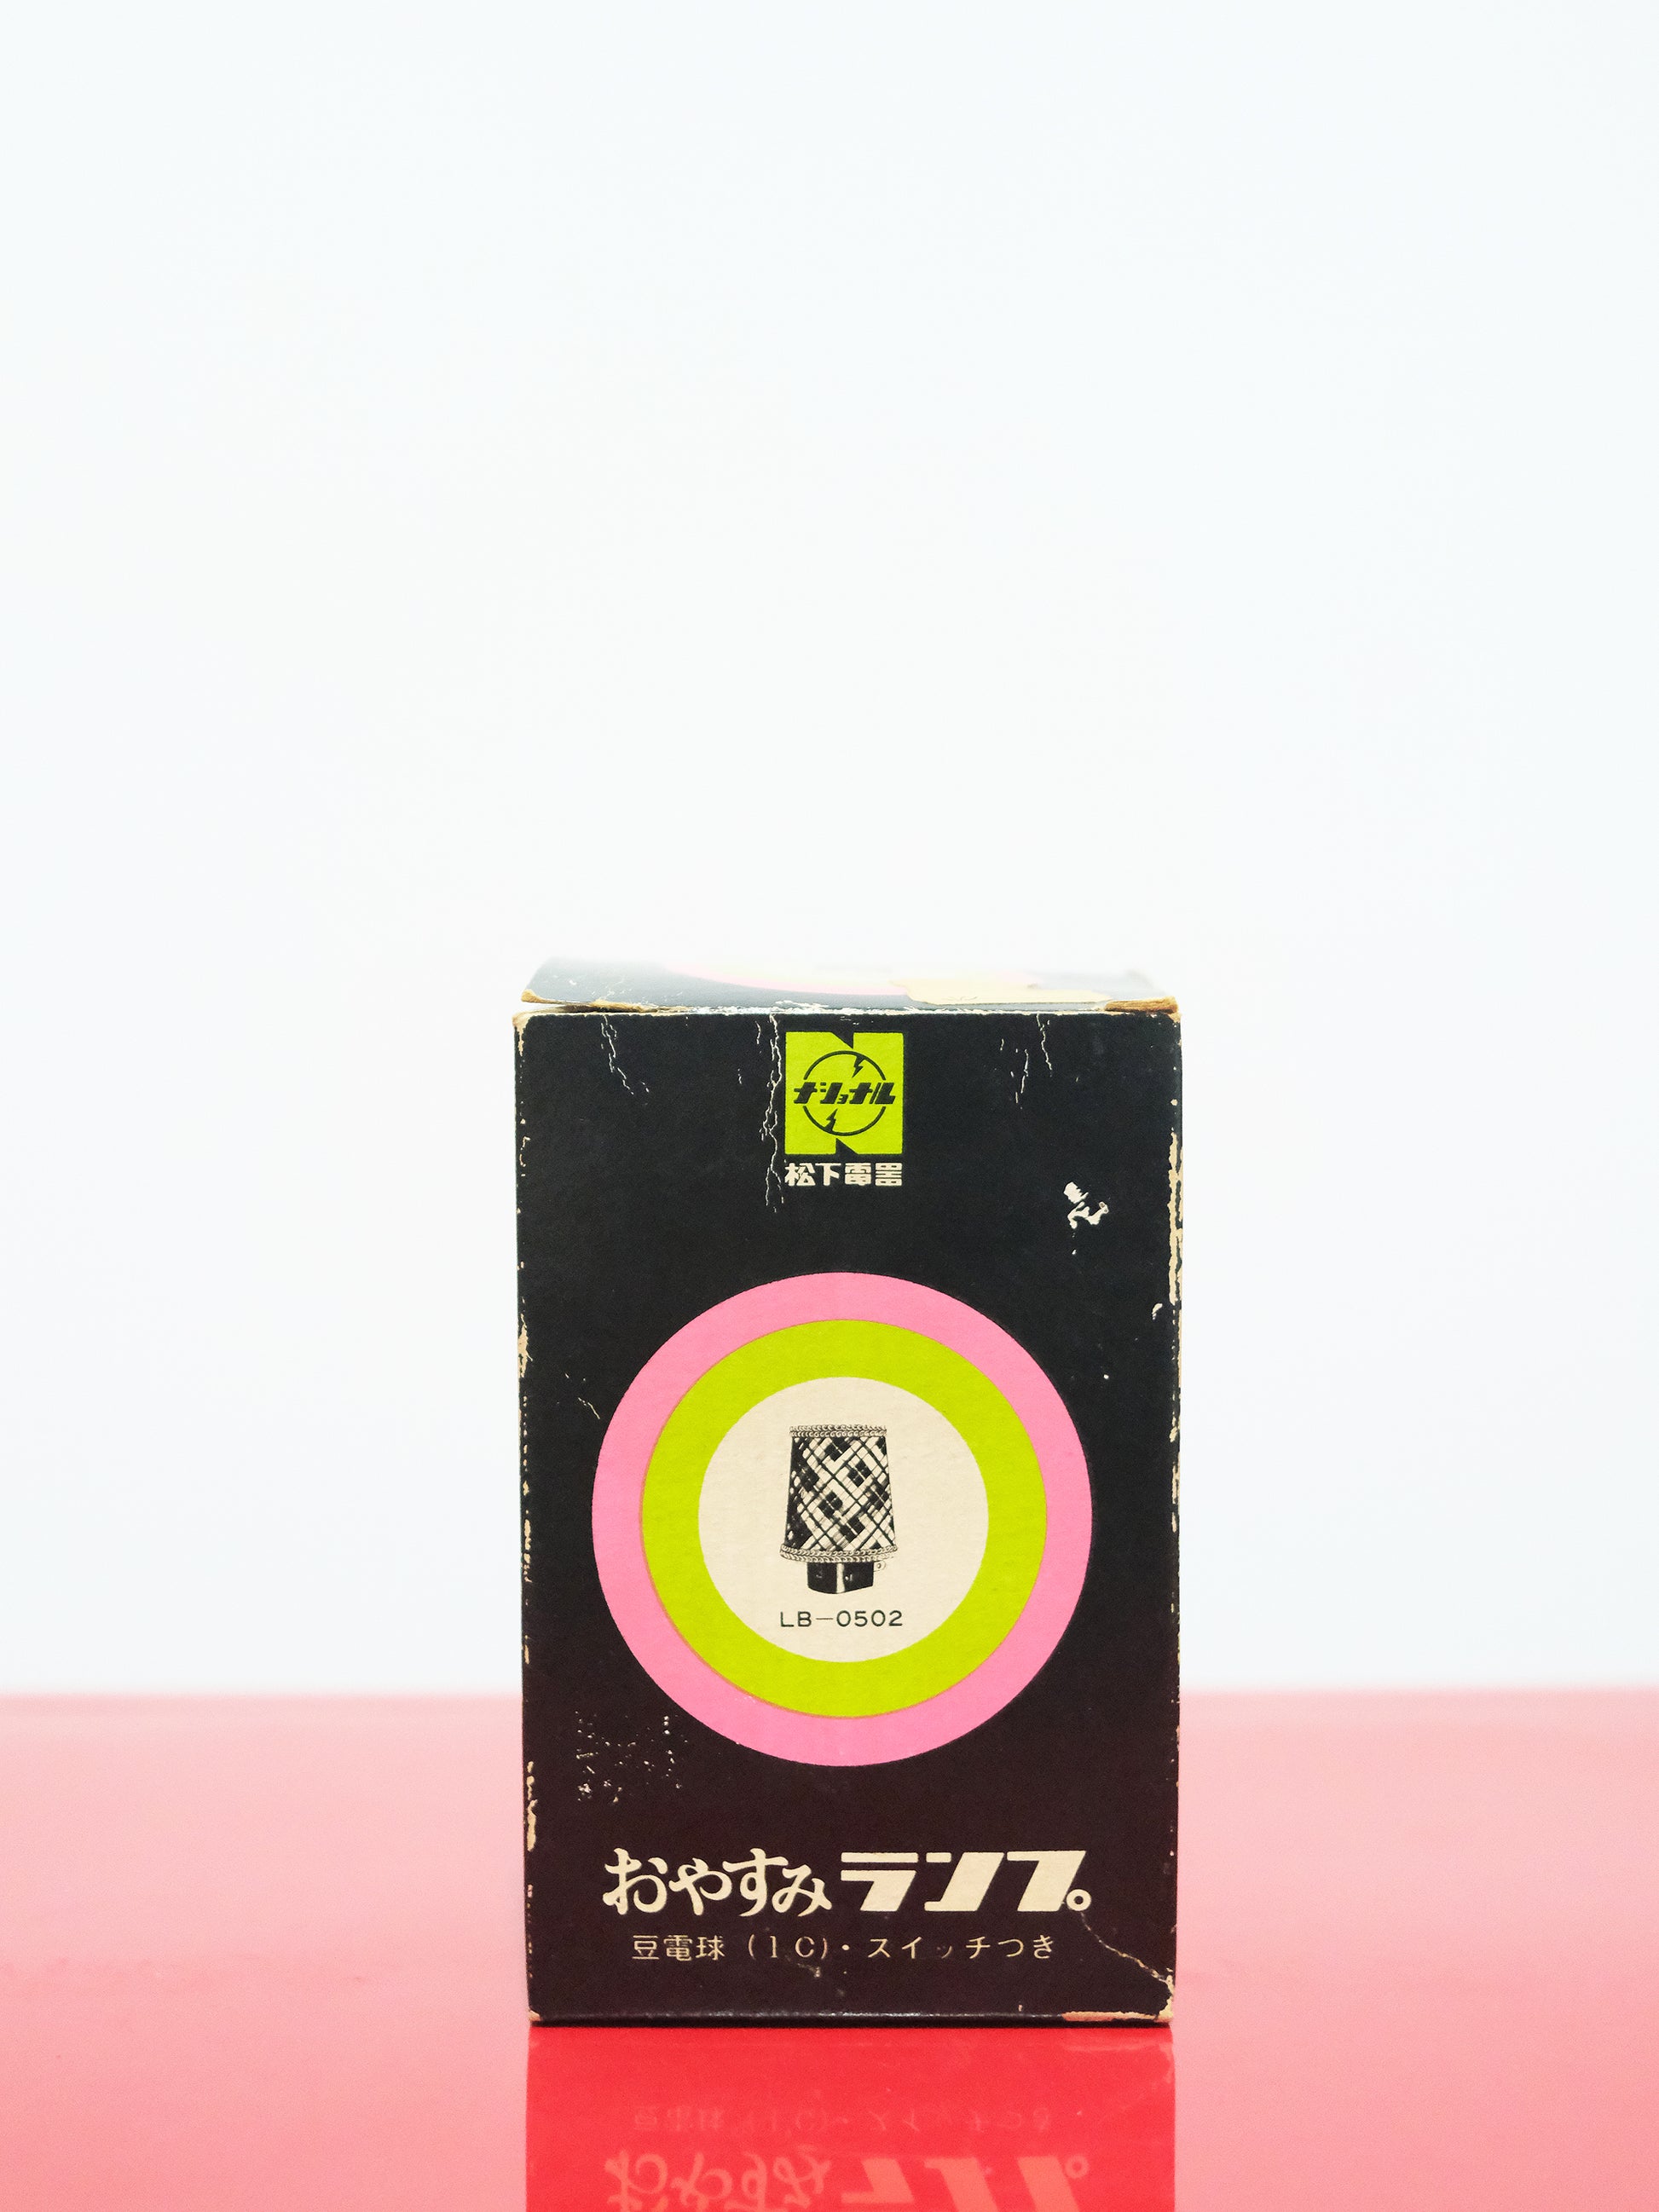 ナショナル
松下電器
LB-0502
おやすみランプ
豆電球(1C)・スイッチつき